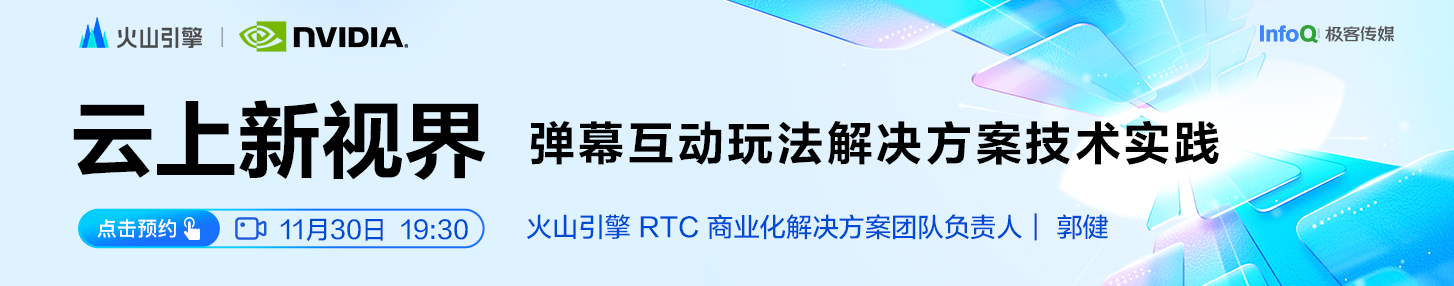 火山引擎 | NVIDIA.
InfoQ 极客传媒
云上新视界 弹幕互动玩法解决方案技术实践
点击预约 11月30日 19:30
火山引擎 RTC 商业化解决方案团队负责人｜ 郭健